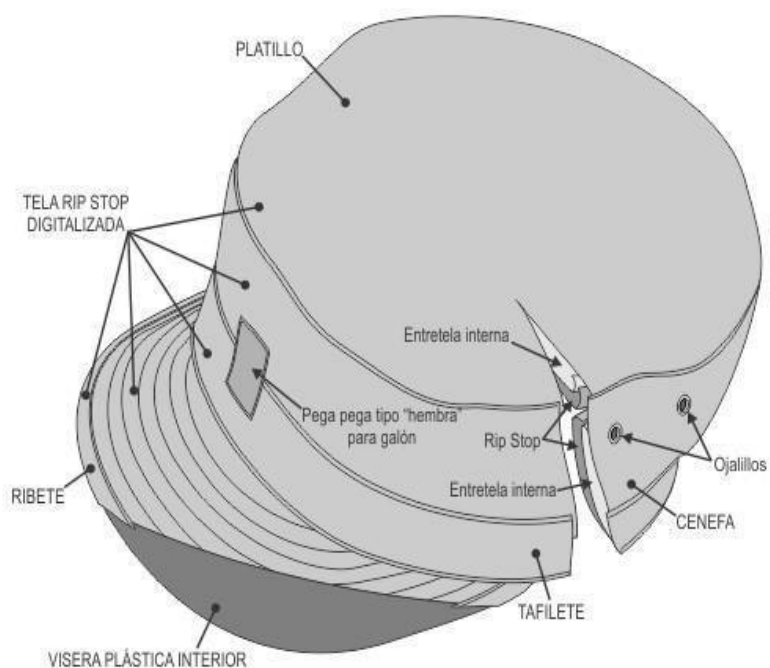 PLATILLO
TELA RIP STOP
DIGITALIZADA
Entretela interna
Pega pega tipo “hembra”
para galón
Rip Stop
Ojalillos
Entretela interna
RIBETE
CENEFA
TAFILETE
VISERA PLÁSTICA INTERIOR